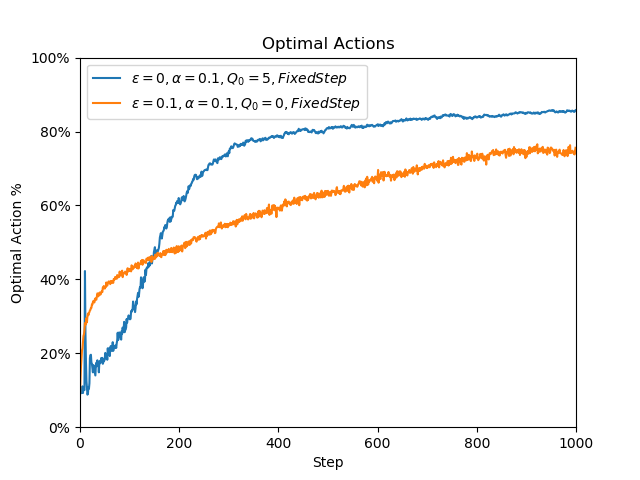 Optimal Actions
100%
80%
60%
40%
20%
0%
Optimal Action %
ε = 0, α = 0.1, Q₀ = 5, FixedStep
ε = 0.1, α = 0.1, Q₀ = 0, FixedStep
0 200 400 600 800 1000
Step